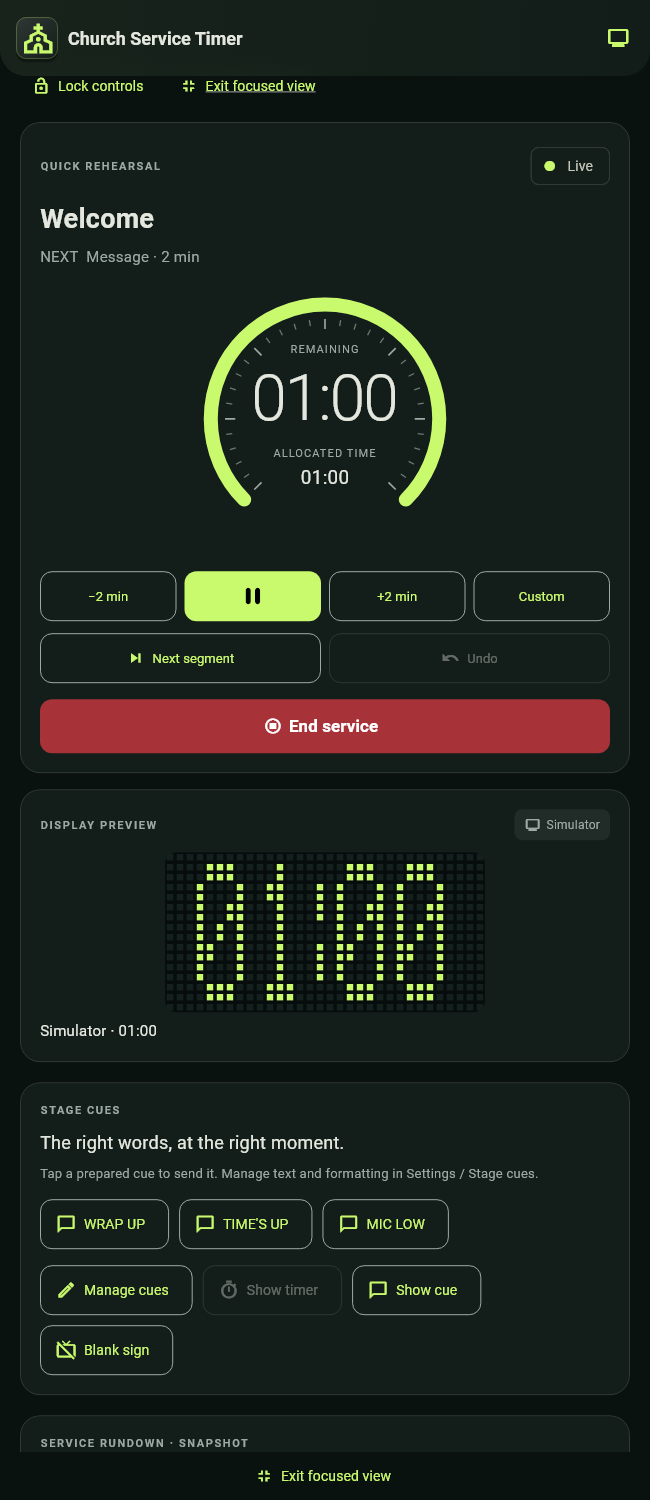 Church Service Timer
Lock controls Exit focused view
QUICK REHEARSAL Live
Welcome
NEXT Message · 2 min
REMAINING
01:00
ALLOCATED TIME
01:00
−2 min +2 min Custom
Next segment Undo
End service
DISPLAY PREVIEW Simulator
01:00
Simulator · 01:00
STAGE CUES
The right words, at the right moment.
Tap a prepared cue to send it. Manage text and formatting in Settings / Stage cues.
WRAP UP TIME'S UP MIC LOW
Manage cues Show timer Show cue
Blank sign
SERVICE RUNDOWN · SNAPSHOT
Exit focused view